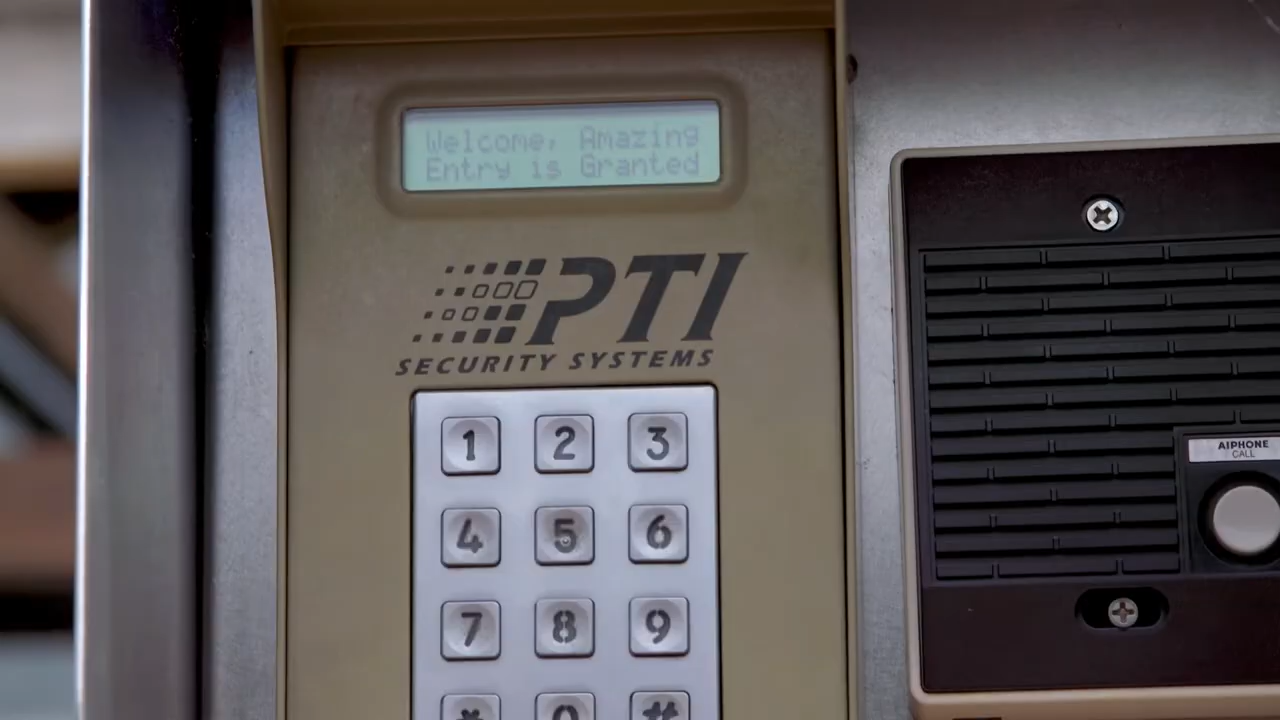 Welcome, Amazing
Entry is Granted
PTI
SECURITY SYSTEMS
1 2 3
4 5 6
7 8 9
* 0 #
AIPHONE
CALL